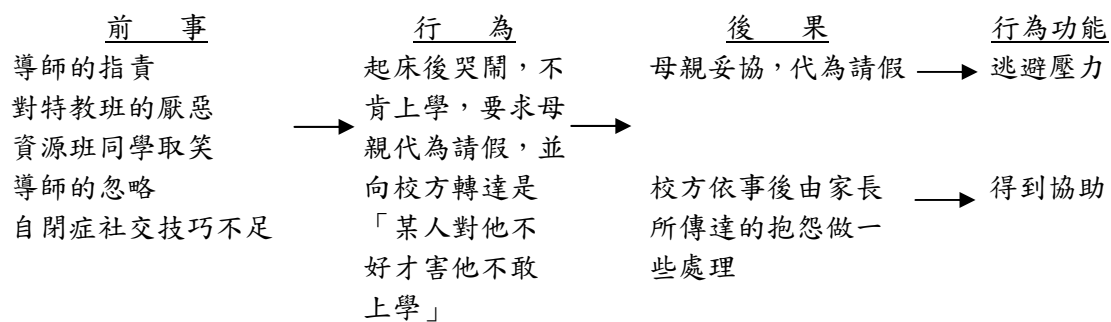 前　事
導師的指責
對特教班的厭惡
資源班同學取笑
導師的忽略
自閉症社交技巧不足
行　為
起床後哭鬧，不
肯上學，要求母
親代為請假，並
向校方轉達是
「某人對他不
好才害他不敢
上學」
後　果
母親妥協，代為請假
校方依事後由家長
所傳達的抱怨做一
些處理
行為功能
逃避壓力
得到協助